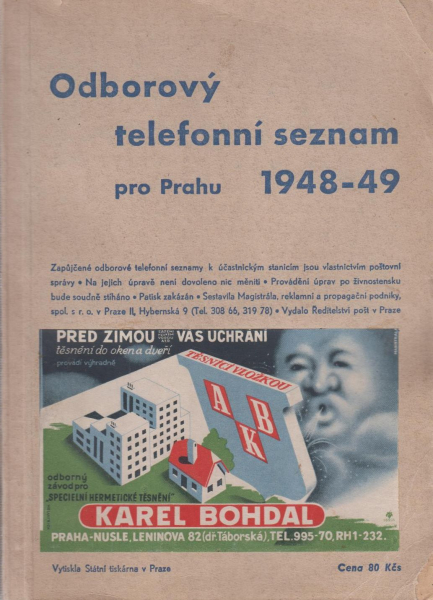 Odborový
telefonní seznam
pro Prahu 1948-49
Zapůjčené odborové telefonní seznamy k účastnickým stanicím jsou vlastnictvím poštovní
správy • Na jejich úpravě není dovoleno nic měniti • Provádění úprav po živnostensku
bude soudně stíháno • Patisk zakázán • Sestavila Magistrála, reklamní a propagační podniky,
spol. s r. o. v Praze II, Hybernská 9 (Tel. 308 66, 319 78) • Vydalo Ředitelství pošt v Praze
PŘED ZIMOU VÁS UCHRÁNÍ
těsnění do oken a dveří
provádí výhradně
TĚSNICÍ VLOŽKOU
A B
K
odborný
závod pro
"SPECIELNÍ HERMETICKÉ TĚSNĚNÍ"
KAREL BOHDAL
PRAHA-NUSLE, LENINOVA 82 (dř. Táborská), TEL. 995-70, RH1-232.
Vytiskla Státní tiskárna v Praze Cena 80 Kčs